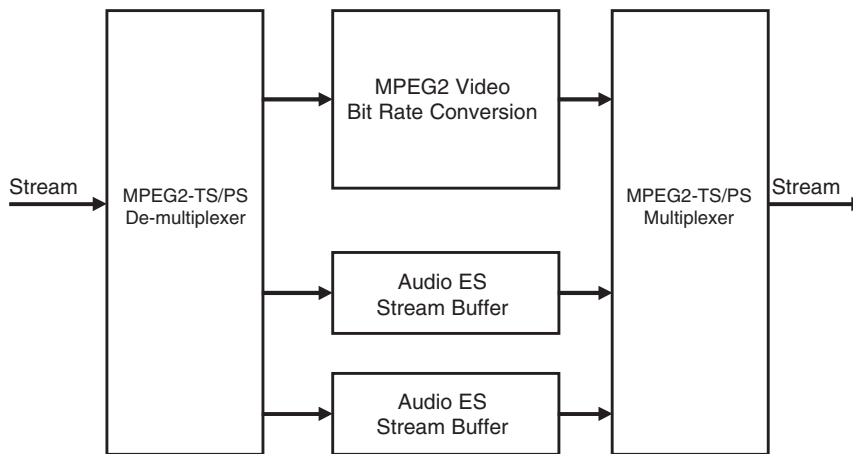 Stream
MPEG2-TS/PS
De-multiplexer
MPEG2 Video
Bit Rate Conversion
Audio ES
Stream Buffer
Audio ES
Stream Buffer
MPEG2-TS/PS
Multiplexer
Stream